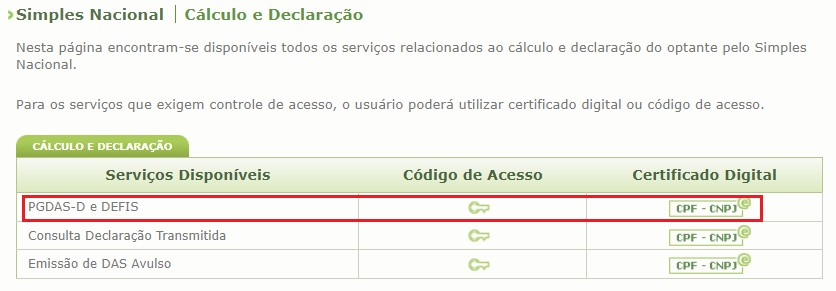 Simples Nacional | Cálculo e Declaração
Nesta página encontram-se disponíveis todos os serviços relacionados ao cálculo e declaração do optante pelo Simples
Nacional.
Para os serviços que exigem controle de acesso, o usuário poderá utilizar certificado digital ou código de acesso.
CÁLCULO E DECLARAÇÃO
Serviços Disponíveis Código de Acesso Certificado Digital
PGDAS-D e DEFIS CPF - CNPJ
Consulta Declaração Transmitida CPF - CNPJ
Emissão de DAS Avulso CPF - CNPJ